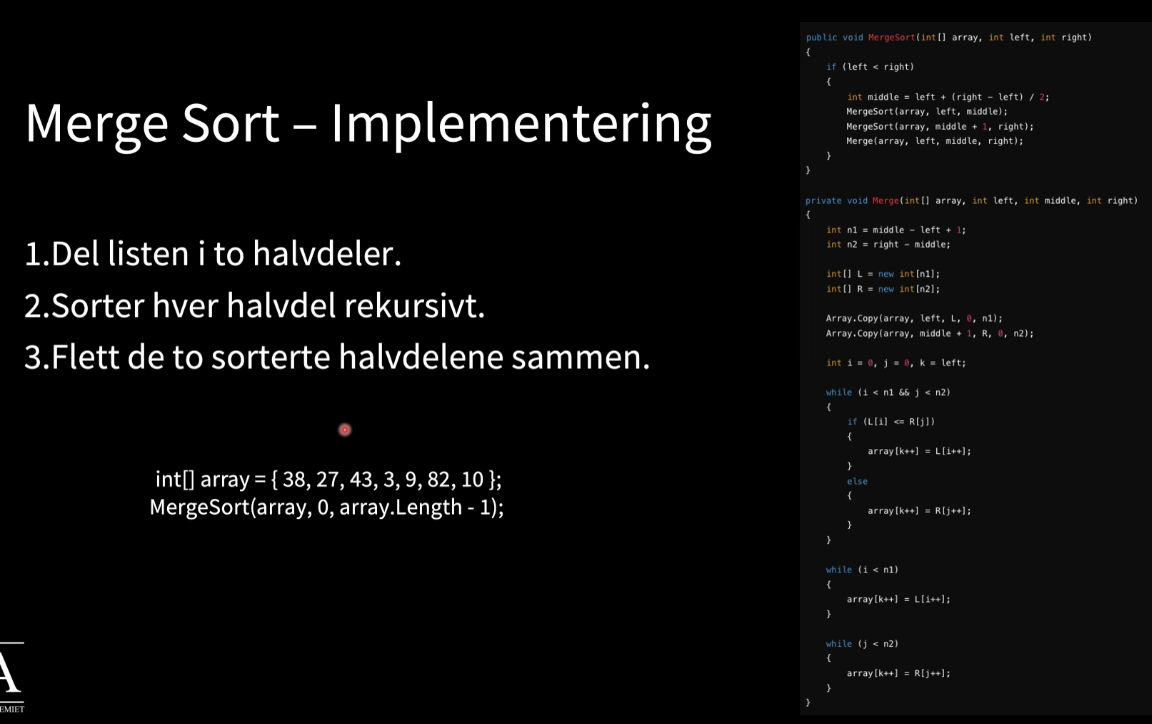 Merge Sort – Implementering
1.Del listen i to halvdeler.
2.Sorter hver halvdel rekursivt.
3.Flett de to sorterte halvdelene sammen.
int[] array = { 38, 27, 43, 3, 9, 82, 10 };
MergeSort(array, 0, array.Length - 1);
A
EMIET
public void MergeSort(int[] array, int left, int right)
{
if (left < right)
{
int middle = left + (right − left) / 2;
MergeSort(array, left, middle);
MergeSort(array, middle + 1, right);
Merge(array, left, middle, right);
}
}
private void Merge(int[] array, int left, int middle, int right)
{
int n1 = middle − left + 1;
int n2 = right − middle;
int[] L = new int[n1];
int[] R = new int[n2];
Array.Copy(array, left, L, 0, n1);
Array.Copy(array, middle + 1, R, 0, n2);
int i = 0, j = 0, k = left;
while (i < n1 && j < n2)
{
if (L[i] <= R[j])
{
array[k++] = L[i++];
}
else
{
array[k++] = R[j++];
}
}
while (i < n1)
{
array[k++] = L[i++];
}
while (j < n2)
{
array[k++] = R[j++];
}
}